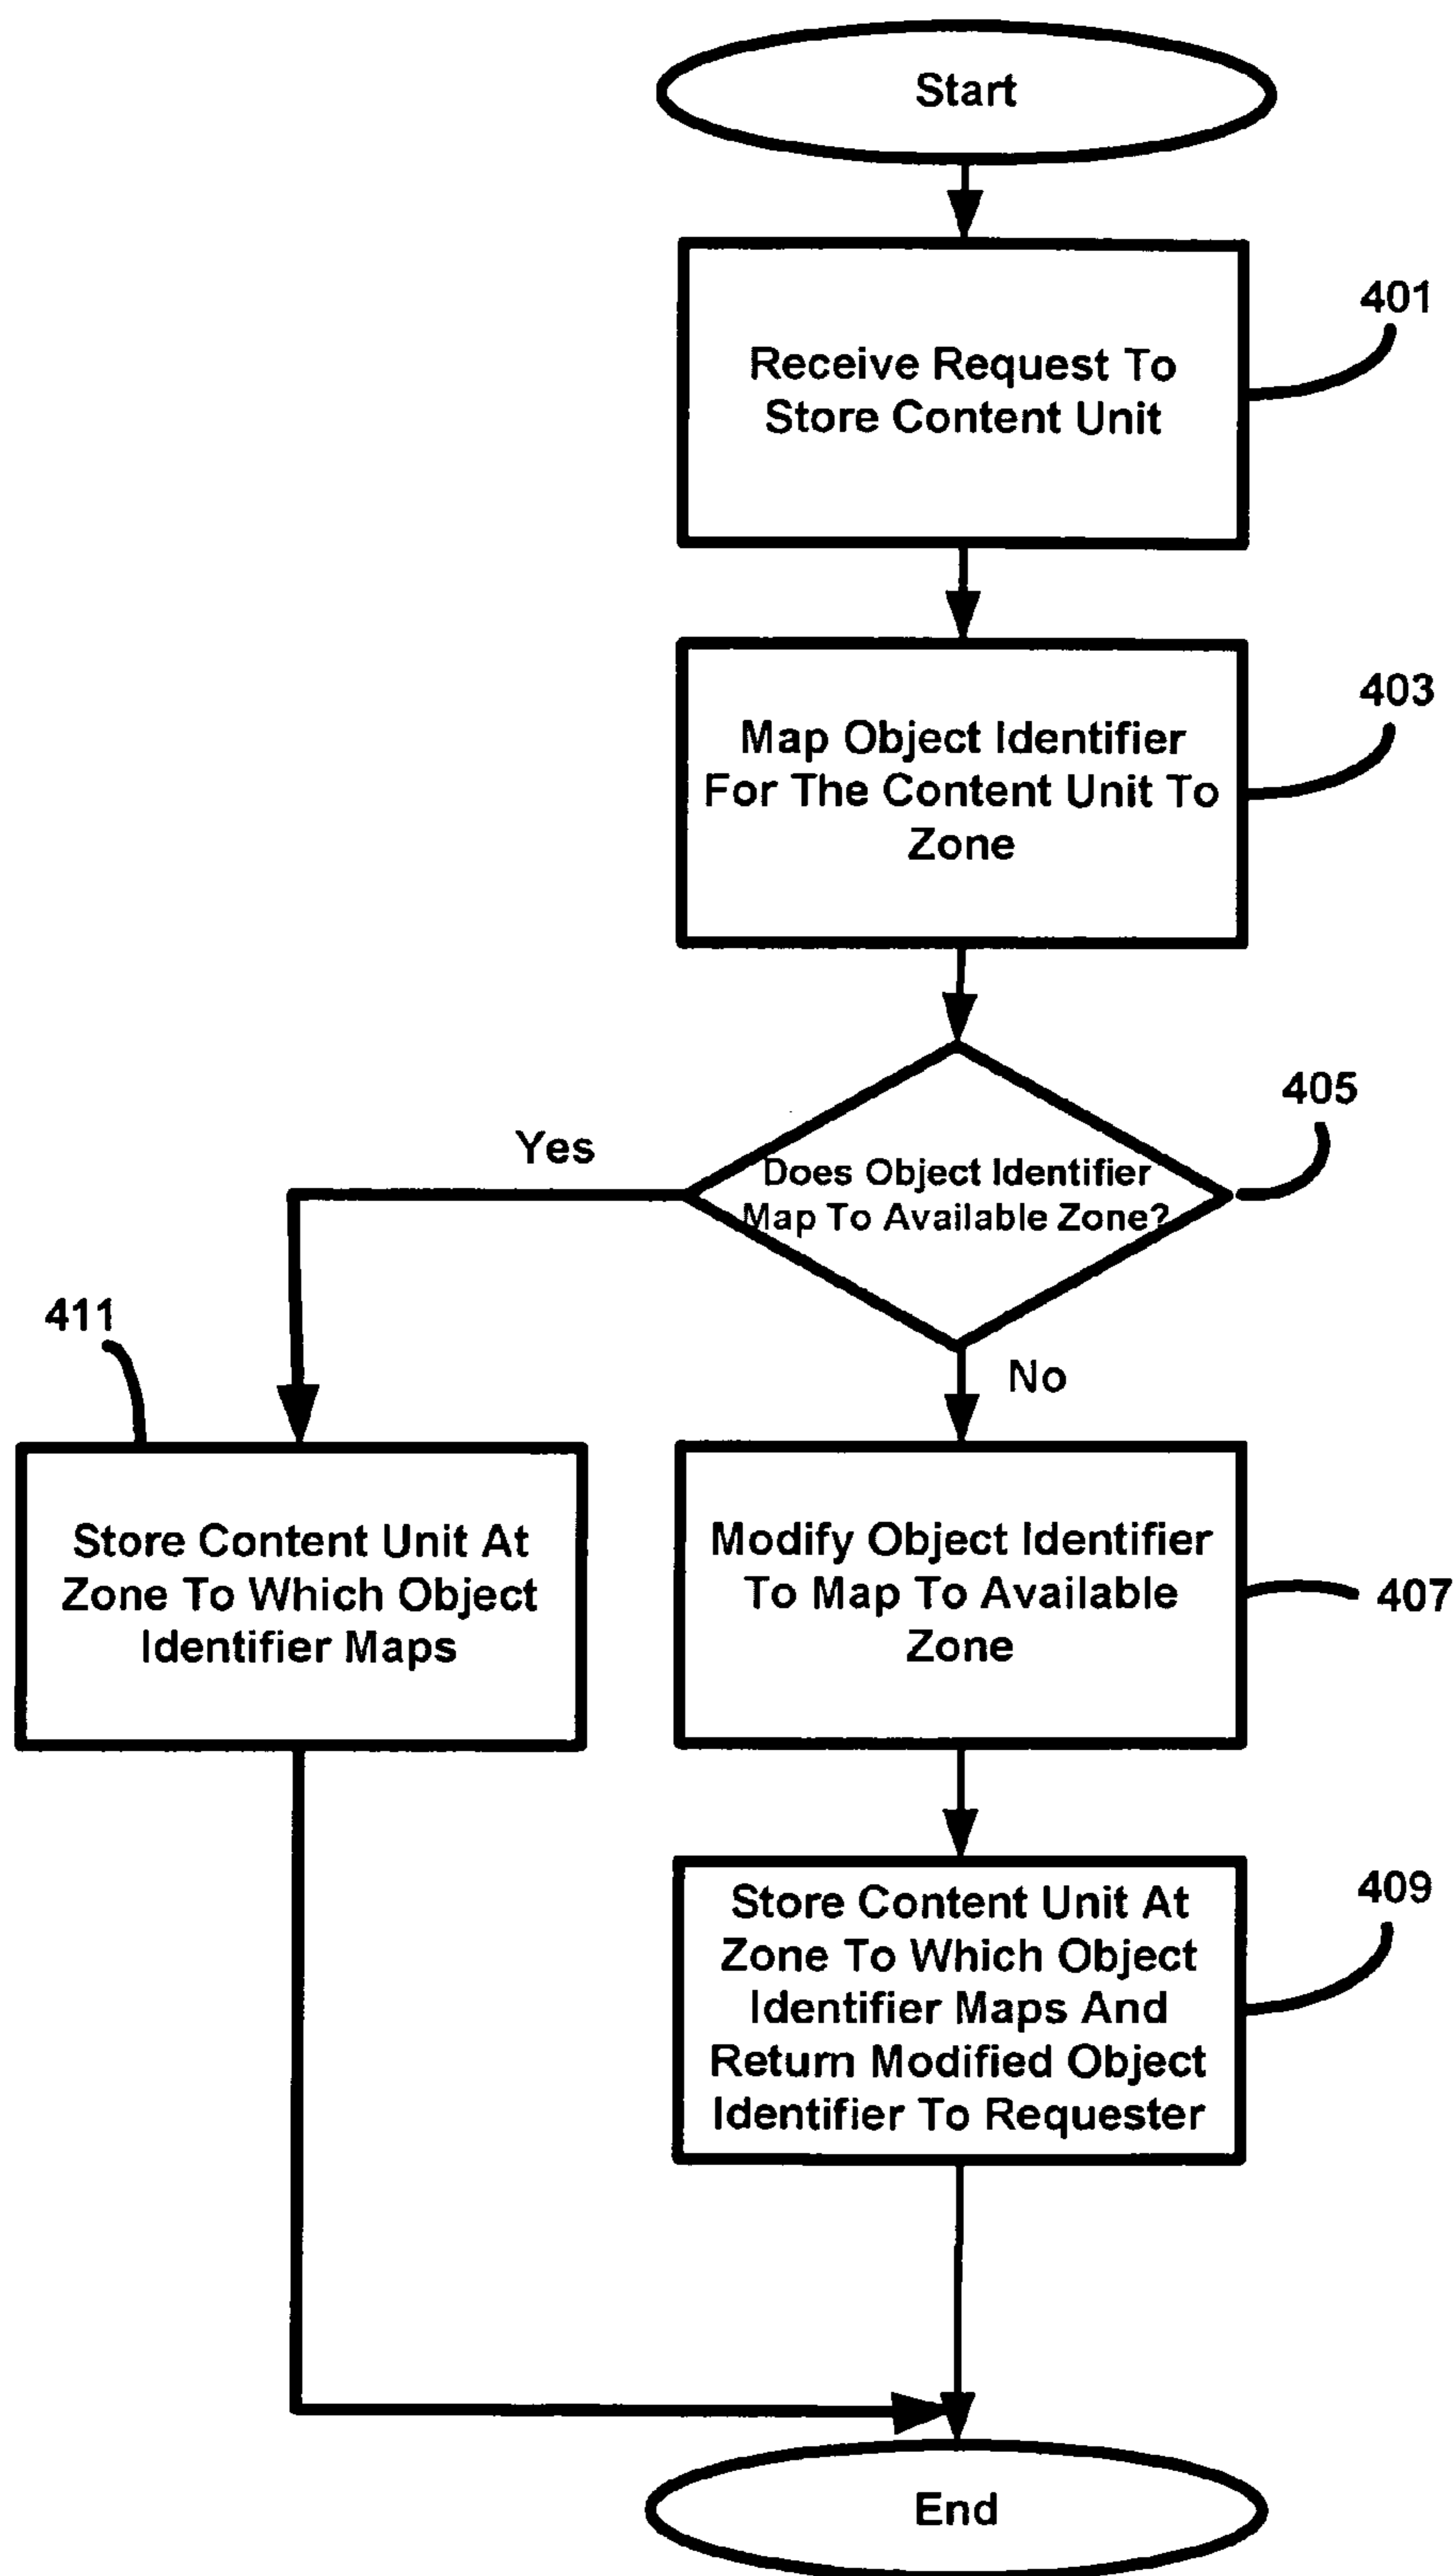 Start
401
Receive Request To
Store Content Unit
403
Map Object Identifier
For The Content Unit To
Zone
405
Does Object Identifier
Map To Available Zone?
Yes
No
411
Store Content Unit At
Zone To Which Object
Identifier Maps
Modify Object Identifier
To Map To Available
Zone
407
Store Content Unit At
Zone To Which Object
Identifier Maps And
Return Modified Object
Identifier To Requester
409
End